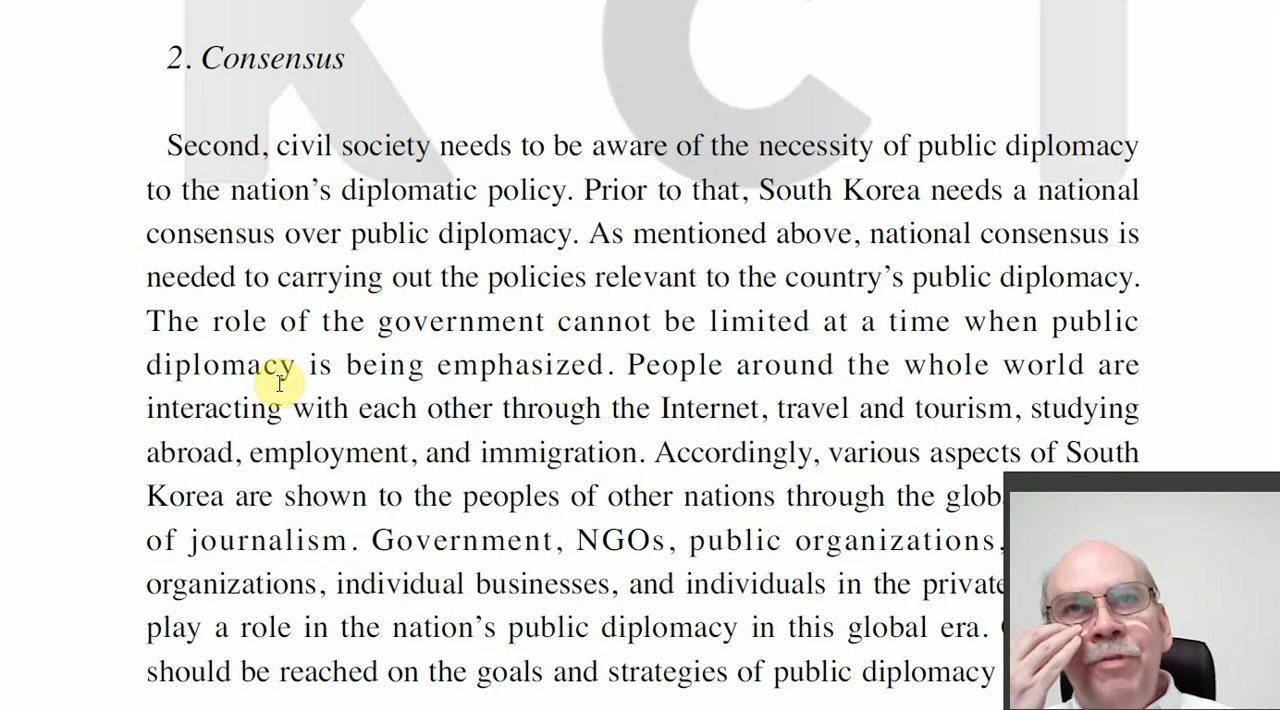 KCI
2. Consensus
Second, civil society needs to be aware of the necessity of public diplomacy
to the nation’s diplomatic policy. Prior to that, South Korea needs a national
consensus over public diplomacy. As mentioned above, national consensus is
needed to carrying out the policies relevant to the country’s public diplomacy.
The role of the government cannot be limited at a time when public
diplomacy is being emphasized. People around the whole world are
interacting with each other through the Internet, travel and tourism, studying
abroad, employment, and immigration. Accordingly, various aspects of South
Korea are shown to the peoples of other nations through the
of journalism. Government, NGOs, public organizations,
organizations, individual businesses, and individuals in the private
play a role in the nation’s public diplomacy in this global era.
should be reached on the goals and strategies of public diplomacy